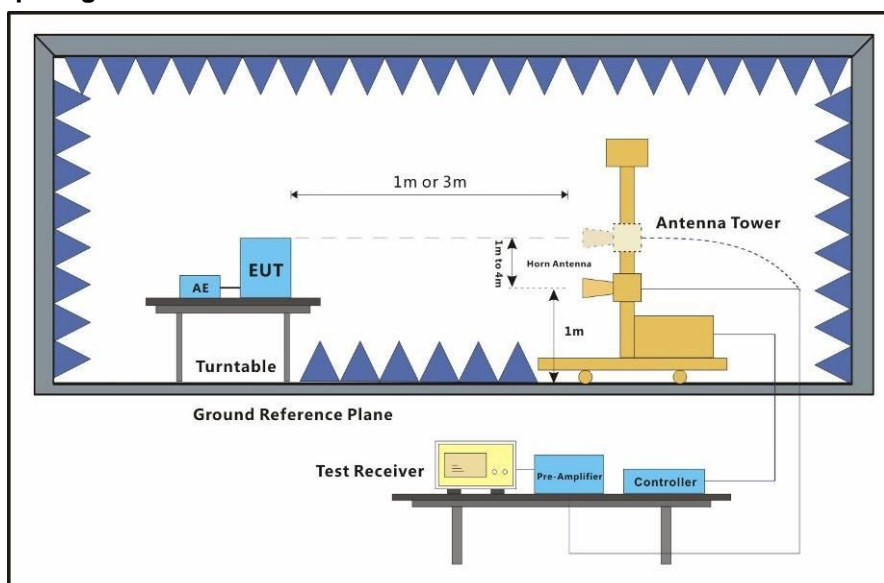 1m or 3m
Antenna Tower
1m to 4m
Horn Antenna
EUT
AE
1m
Turntable
Ground Reference Plane
Test Receiver
Pre-Amplifier
Controller